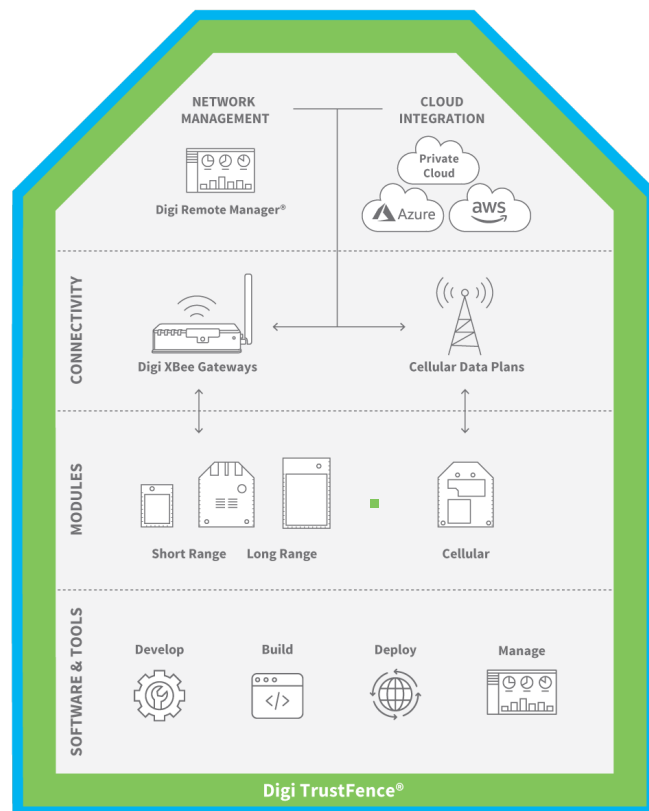 NETWORK
MANAGEMENT
CLOUD
INTEGRATION
Private
Cloud
Azure
aws
Digi Remote Manager®
CONNECTIVITY
Digi XBee Gateways
Cellular Data Plans
MODULES
Short Range
Long Range
Cellular
SOFTWARE & TOOLS
Develop
Build
Deploy
Manage
</>
Digi TrustFence®